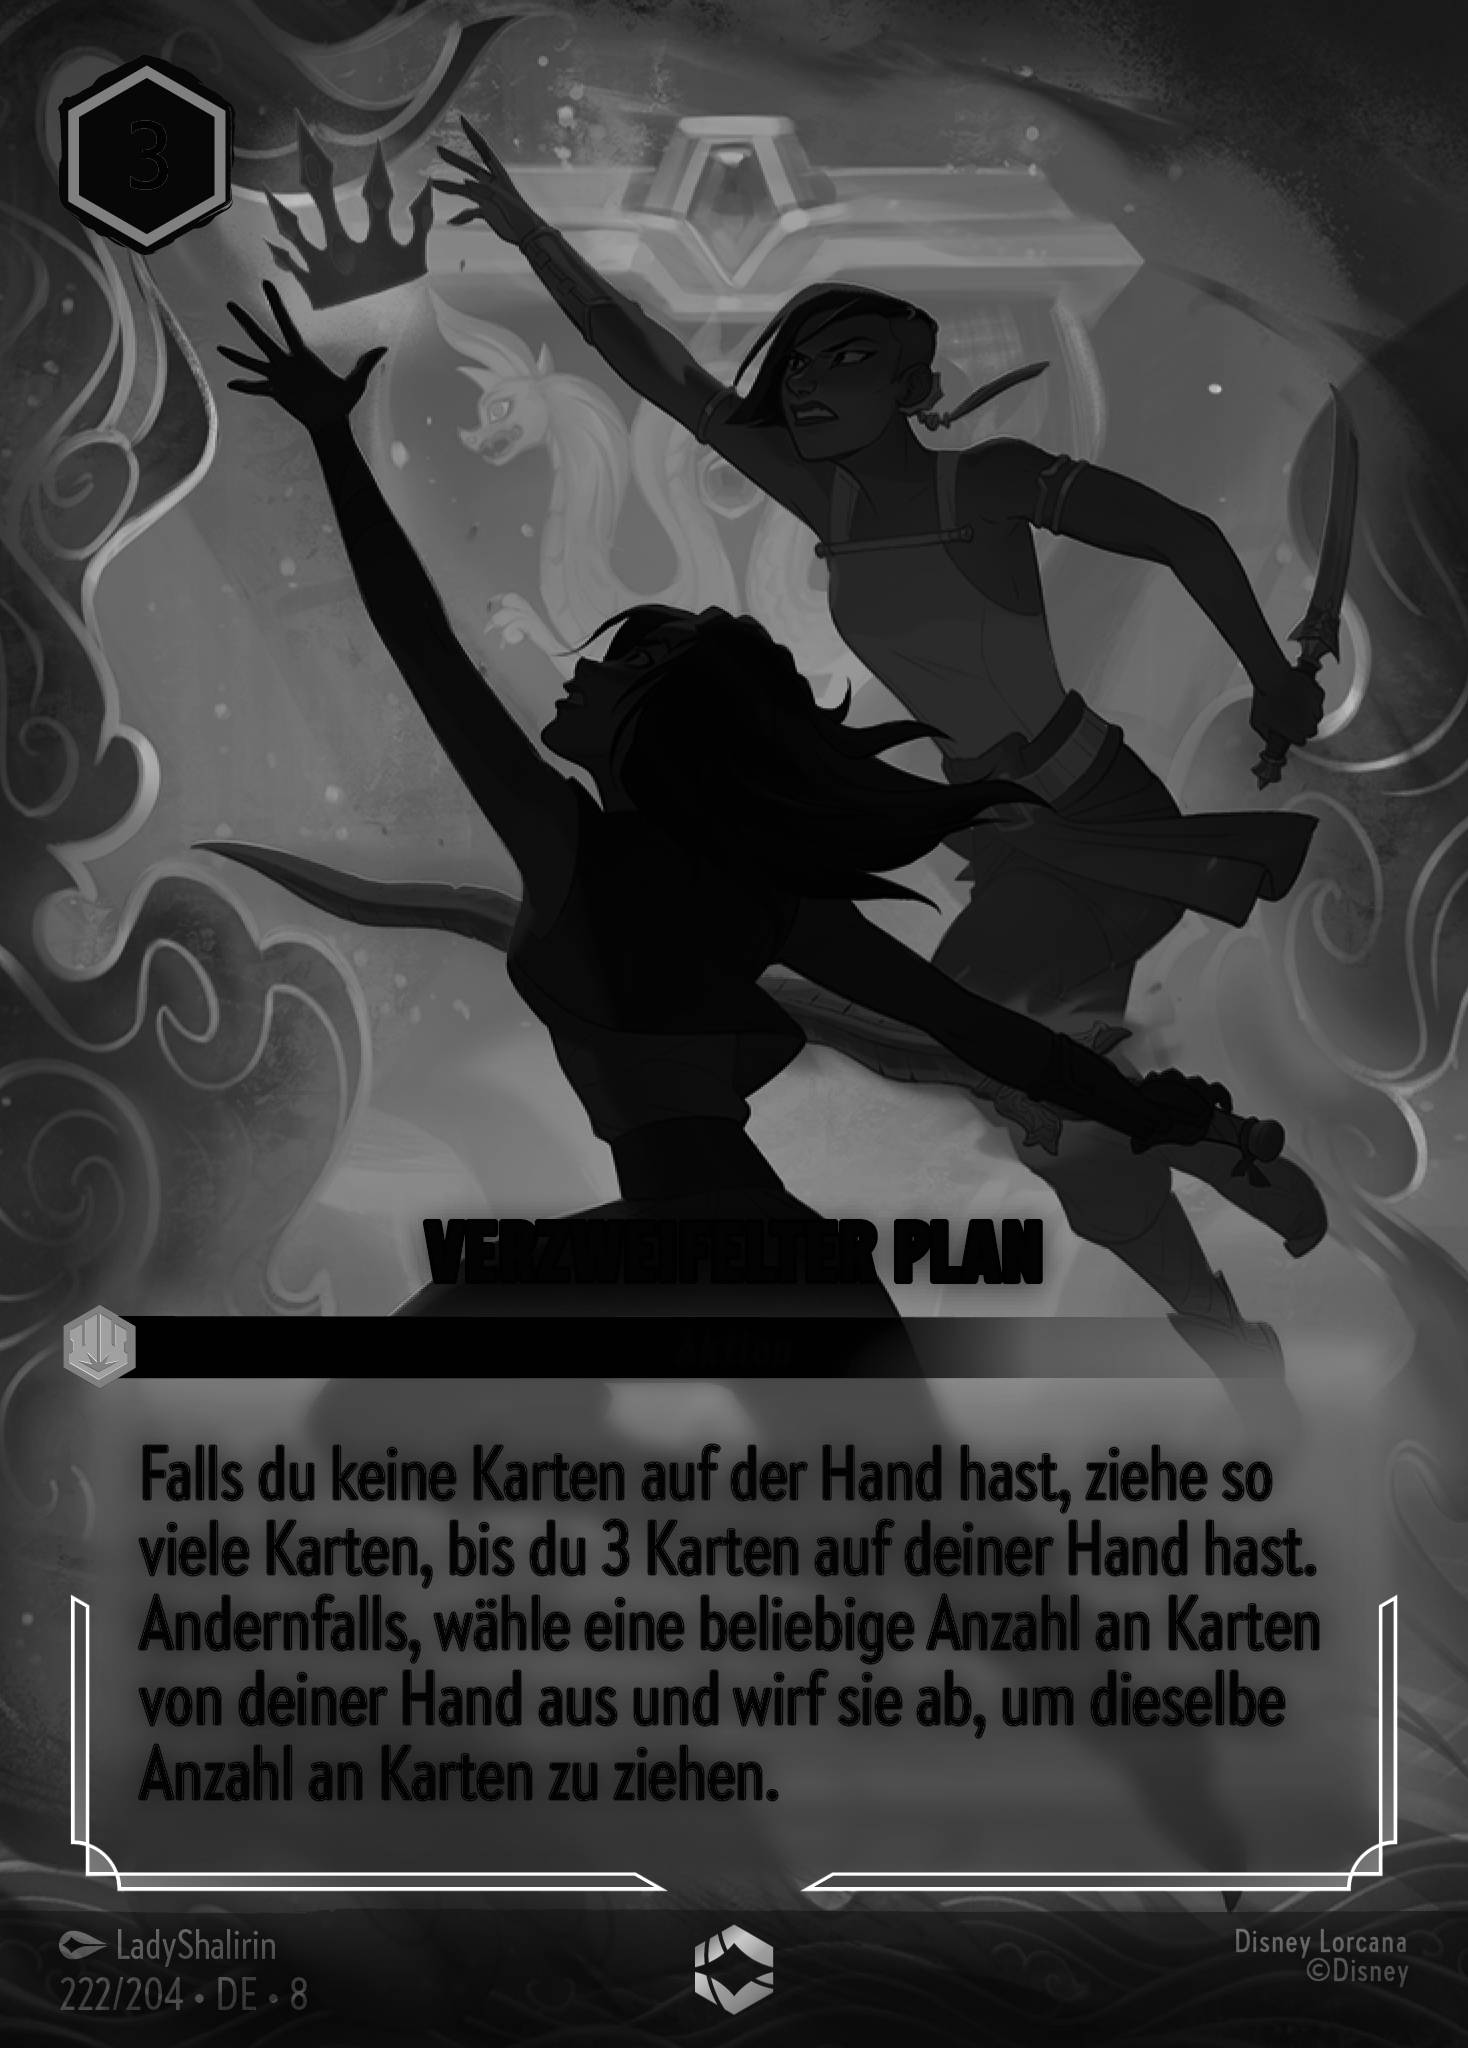 3
VERZWEIFELTER PLAN
Aktion
Falls du keine Karten auf der Hand hast, ziehe so
viele Karten, bis du 3 Karten auf deiner Hand hast.
Andernfalls, wähle eine beliebige Anzahl an Karten
von deiner Hand aus und wirf sie ab, um dieselbe
Anzahl an Karten zu ziehen.
LadyShalirin
Disney Lorcana
222/204 • DE • 8
©Disney